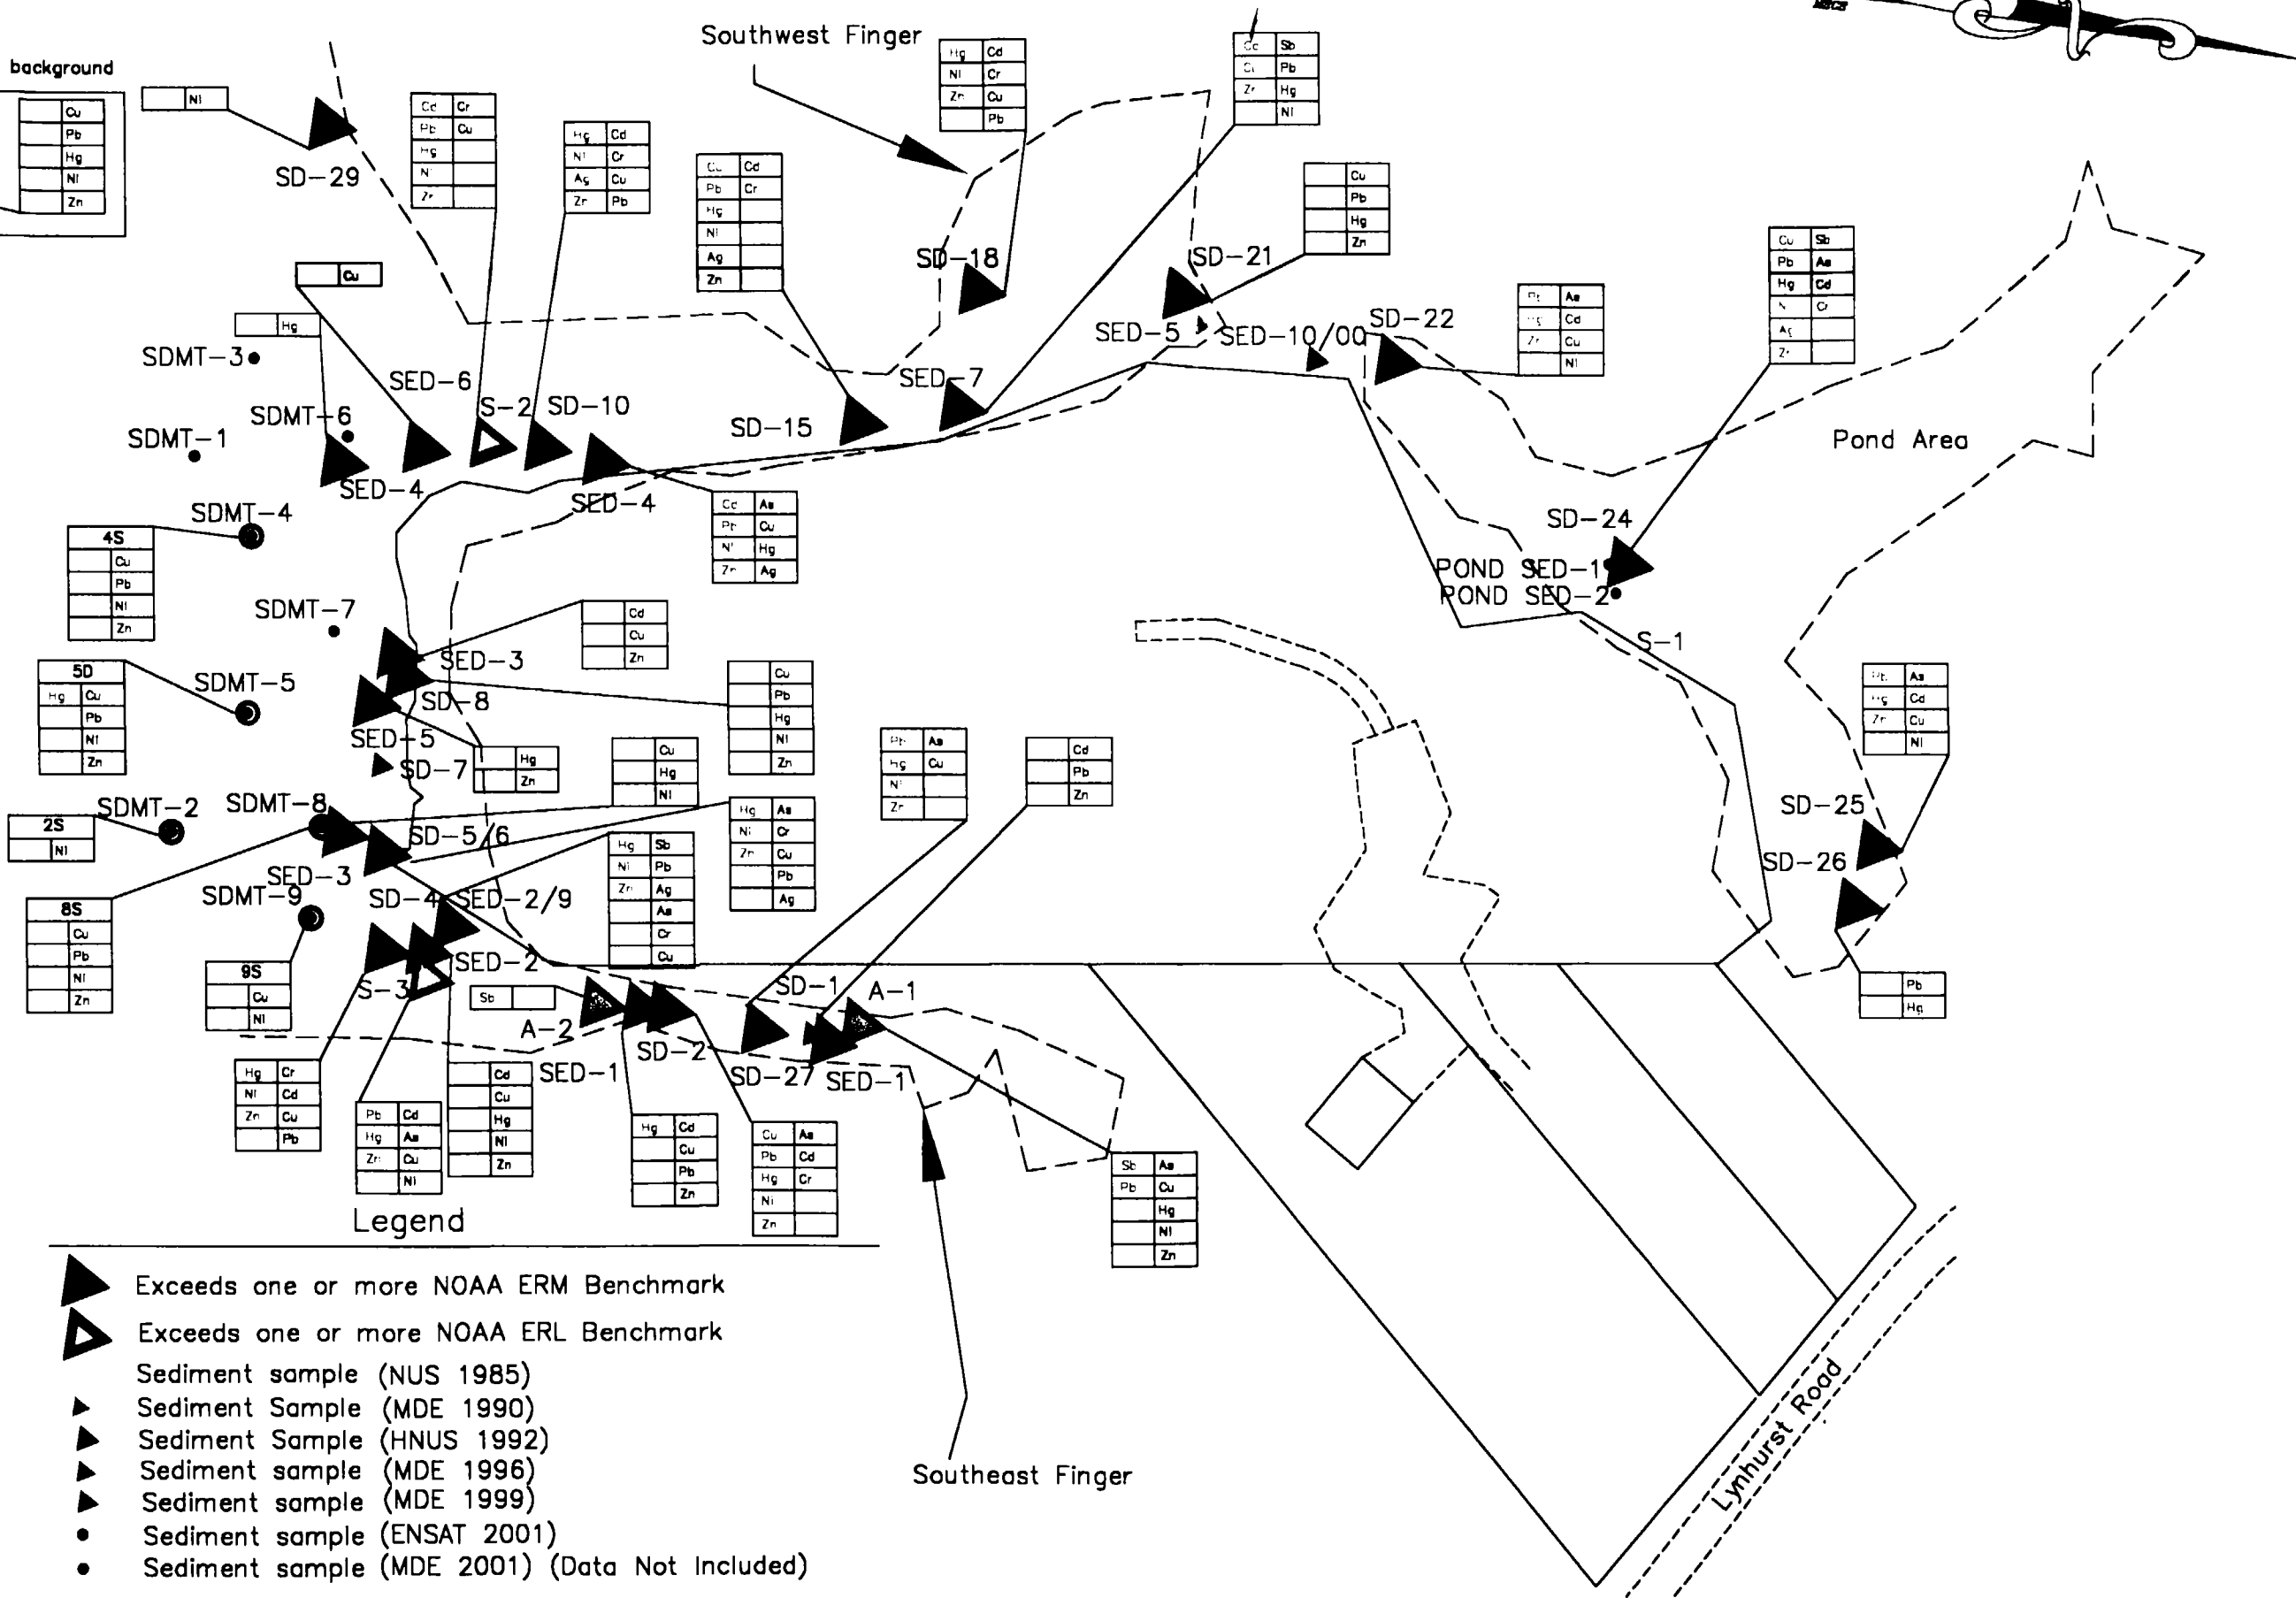 Southwest Finger
background
Cu
Pb
Hg
Ni
Zn
Ni
SD-29
Cd Cr
Pb Cu
Hg
Ni
Hg Cd
Ni Cr
Ag Cu
Zn Pb
Cu Cd
Pb Cr
Hg
Ni
Ag
Zn
Hg Cd
Ni Cr
Zn Cu
Pb
Sb
Pb
Hg
Ni
Cu
Pb
Hg
Zn
SD-18
SD-21
Cu Sb
Pb As
Hg Cd
Cr
As
Cd
Cu
Ni
Cu
Hg
SDMT-3
SED-6
S-2
SD-10
SED-7
SED-5
SED-10/00
SD-22
SDMT-6
SDMT-1
SD-15
Pond Area
SED-4
SED-4
SDMT-4
Cd As
Cu
Hg
Ag
SD-24
4S
Cu
Pb
Ni
Zn
POND SED-1
POND SED-2
SDMT-7
Cd
Cu
Zn
SED-3
S-1
5D
Hg Cu
Pb
Ni
Zn
SDMT-5
SD-8
Cu
Pb
Hg
Ni
Zn
As
Cd
Cu
Ni
SED-5
SD-7
Hg
Zn
Cu
Hg
Ni
As
Hg Cu
Cd
Pb
Zn
SDMT-2
SDMT-8
SD-5/6
2S
Ni
Hg As
Ni Cr
Zn Cu
Pb
Ag
SD-25
SD-26
SED-3
SDMT-9
SD-4
SED-2/9
Hg Sb
Ni Pb
Zn Ag
As
Cr
Cu
8S
Cu
Pb
Ni
Zn
9S
Cu
Ni
SED-2
S-3
Sb
A-2
SD-1
A-1
Pb
Hg
SED-1
SD-2
SD-27
SED-1
Hg Cr
Ni Cd
Zn Cu
Pb
Pb Cd
Hg As
Zn Cu
Ni
Cd
Cu
Hg
Ni
Zn
Hg Cd
Cu
Pb
Zn
Cu As
Pb Cd
Hg Cr
Ni
Zn
Sb As
Pb Cu
Hg
Ni
Zn
Legend
Exceeds one or more NOAA ERM Benchmark
Exceeds one or more NOAA ERL Benchmark
Sediment sample (NUS 1985)
Sediment Sample (MDE 1990)
Sediment Sample (HNUS 1992)
Sediment sample (MDE 1996)
Sediment sample (MDE 1999)
Sediment sample (ENSAT 2001)
Sediment sample (MDE 2001) (Data Not Included)
Southeast Finger
Lynhurst Road